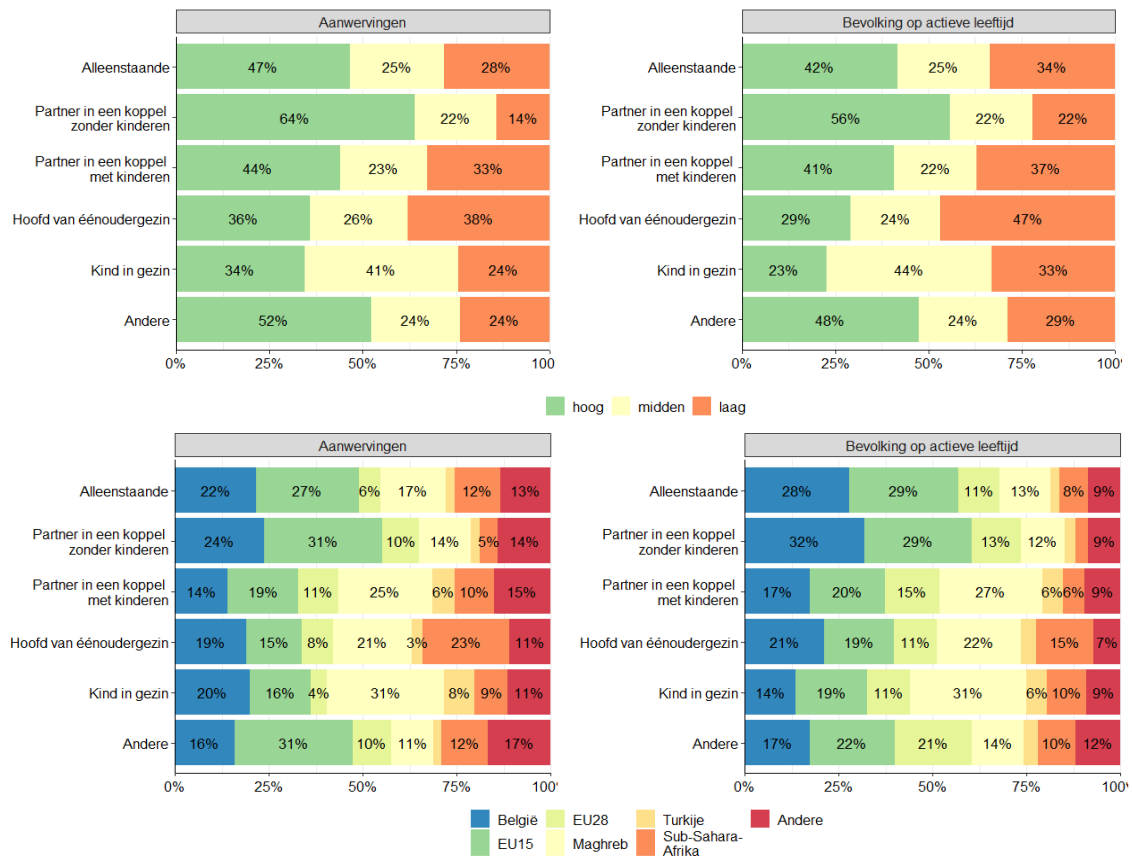 Aanwervingen
Bevolking op actieve leeftijd
Alleenstaande
47% 25% 28%
Partner in een koppel
zonder kinderen
64% 22% 14%
Partner in een koppel
met kinderen
44% 23% 33%
Hoofd van éénoudergezin
36% 26% 38%
Kind in gezin
34% 41% 24%
Andere
52% 24% 24%
0% 25% 50% 75% 100%
Alleenstaande
42% 25% 34%
Partner in een koppel
zonder kinderen
56% 22% 22%
Partner in een koppel
met kinderen
41% 22% 37%
Hoofd van éénoudergezin
29% 24% 47%
Kind in gezin
23% 44% 33%
Andere
48% 24% 29%
0% 25% 50% 75% 100%
hoog midden laag
Aanwervingen
Bevolking op actieve leeftijd
Alleenstaande
22% 27% 6% 17% 12% 13%
Partner in een koppel
zonder kinderen
24% 31% 10% 14% 5% 14%
Partner in een koppel
met kinderen
14% 19% 11% 25% 6% 10% 15%
Hoofd van éénoudergezin
19% 15% 8% 21% 3% 23% 11%
Kind in gezin
20% 16% 4% 31% 8% 9% 11%
Andere
16% 31% 10% 11% 12% 17%
0% 25% 50% 75% 100%
Alleenstaande
28% 29% 11% 13% 8% 9%
Partner in een koppel
zonder kinderen
32% 29% 13% 12% 9%
Partner in een koppel
met kinderen
17% 20% 15% 27% 6% 6% 9%
Hoofd van éénoudergezin
21% 19% 11% 22% 15% 7%
Kind in gezin
14% 19% 11% 31% 6% 10% 9%
Andere
17% 22% 21% 14% 10% 12%
0% 25% 50% 75% 100%
België EU28 Turkije Andere
EU15 Maghreb Sub-Sahara-
Afrika